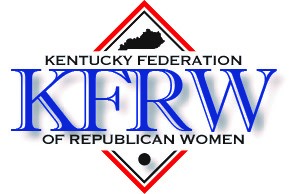 KENTUCKY FEDERATION
KFRW
OF REPUBLICAN WOMEN